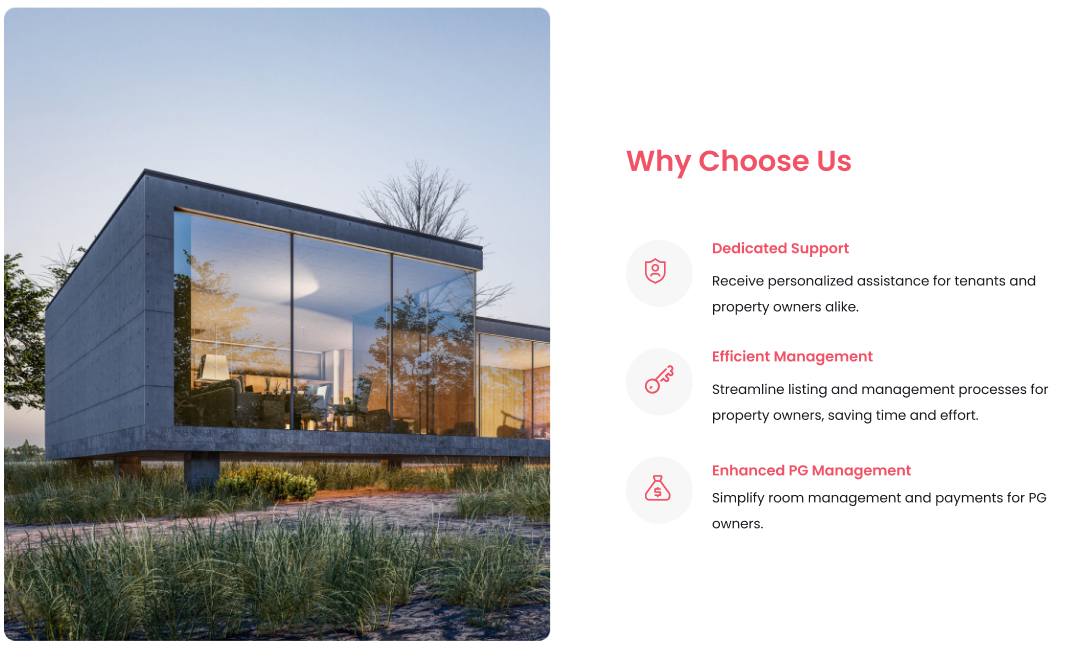 Why Choose Us
Dedicated Support
Receive personalized assistance for tenants and
property owners alike.
Efficient Management
Streamline listing and management processes for
property owners, saving time and effort.
Enhanced PG Management
Simplify room management and payments for PG
owners.